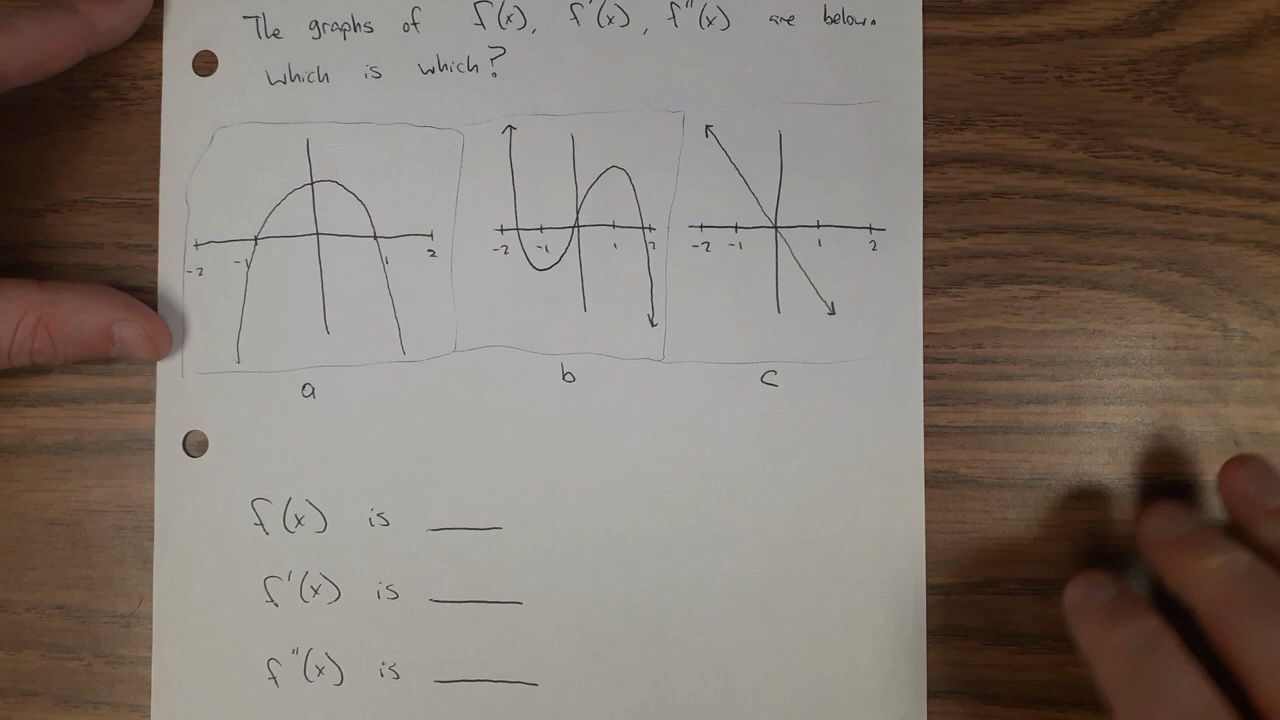 The graphs of f(x), f'(x), f"(x) are below.
which is which?
-2 -1 1 2
-2 -1 1 2
-2 -1 1 2
a b c
f(x) is ____
f'(x) is ____
f"(x) is ____